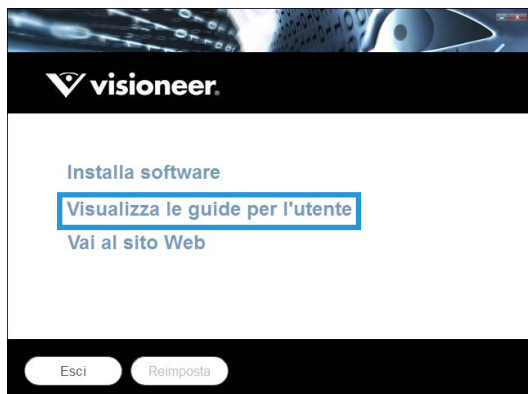 visioneer®
Installa software
Visualizza le guide per l'utente
Vai al sito Web
Esci Reimposta